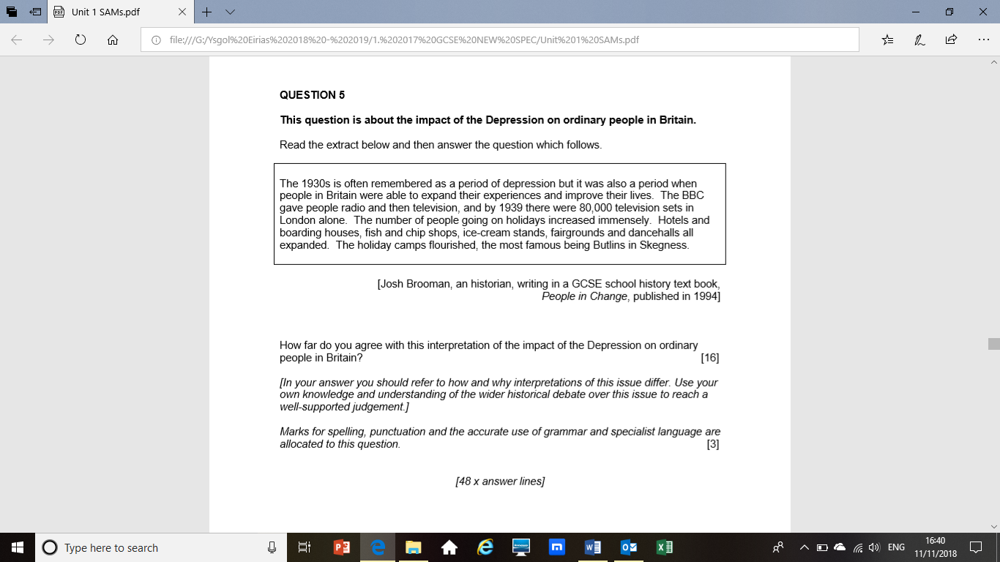 Unit 1 SAMs.pdf
file:///G:/Ysgol%20Eirias%202018%20-%202019/1.%202017%20GCSE%20NEW%20SPEC/Unit%201%20SAMs.pdf
QUESTION 5
This question is about the impact of the Depression on ordinary people in Britain.
Read the extract below and then answer the question which follows.
The 1930s is often remembered as a period of depression but it was also a period when
people in Britain were able to expand their experiences and improve their lives. The BBC
gave people radio and then television, and by 1939 there were 80,000 television sets in
London alone. The number of people going on holidays increased immensely. Hotels and
boarding houses, fish and chip shops, ice-cream stands, fairgrounds and dancehalls all
expanded. The holiday camps flourished, the most famous being Butlins in Skegness.
[Josh Brooman, an historian, writing in a GCSE school history text book,
People in Change, published in 1994]
How far do you agree with this interpretation of the impact of the Depression on ordinary
people in Britain? [16]
[In your answer you should refer to how and why interpretations of this issue differ. Use your
own knowledge and understanding of the wider historical debate over this issue to reach a
well-supported judgement.]
Marks for spelling, punctuation and the accurate use of grammar and specialist language are
allocated to this question. [3]
[48 x answer lines]
Type here to search
ENG
16:40
11/11/2018